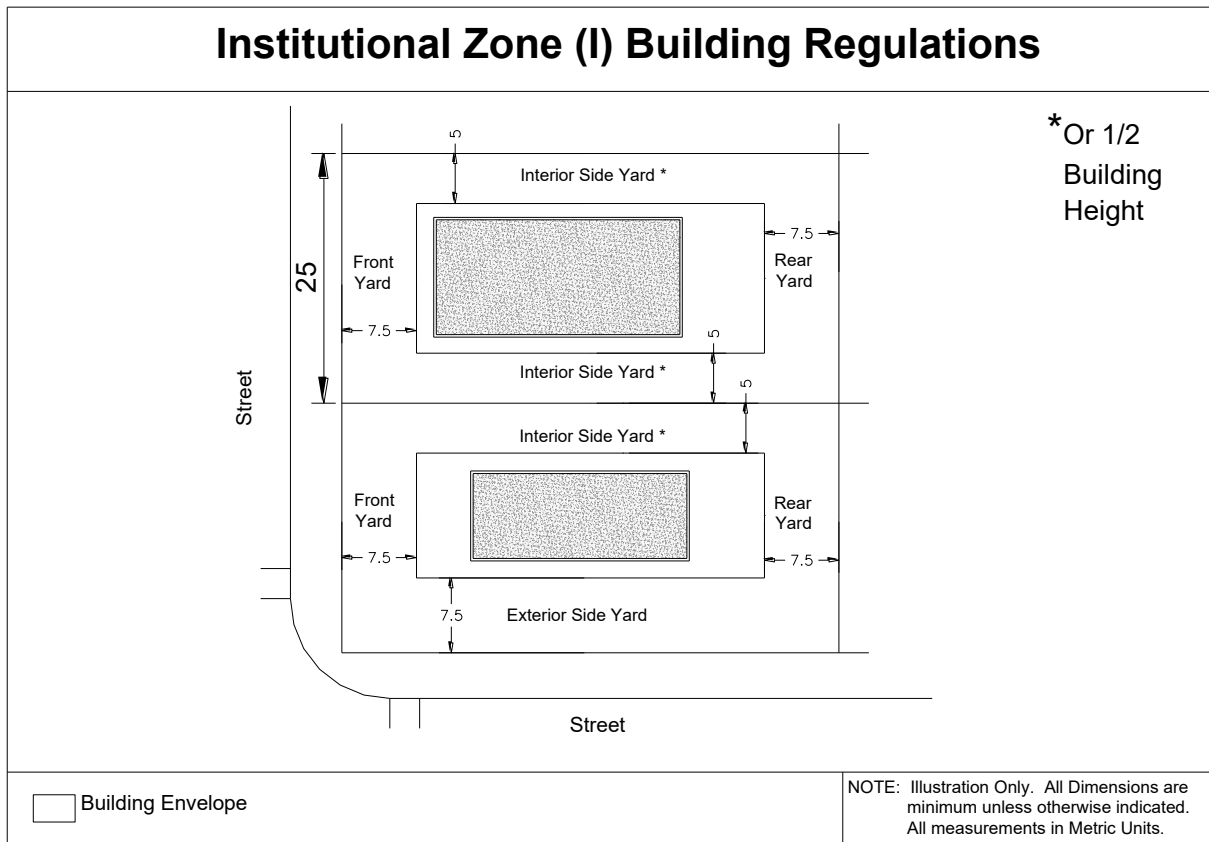 Institutional Zone (I) Building Regulations
*Or 1/2
Building
Height
5
Interior Side Yard *
7.5
Front
Yard
Rear
Yard
25
7.5
5
Interior Side Yard *
5
Street
Interior Side Yard *
Front
Yard
Rear
Yard
7.5
7.5
7.5
Exterior Side Yard
Street
Building Envelope
NOTE: Illustration Only. All Dimensions are
minimum unless otherwise indicated.
All measurements in Metric Units.